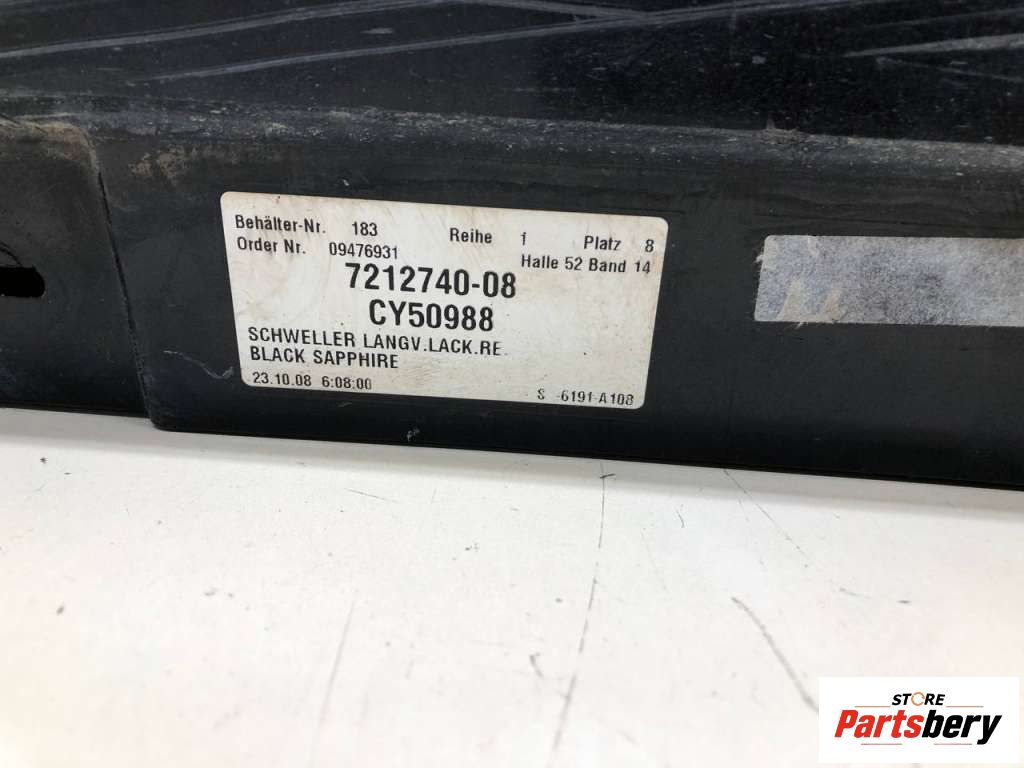 Behälter-Nr. 183 Reihe 1 Platz 8
Order Nr. 09476931 Halle 52 Band 14
7212740-08
CY50988
SCHWELLER LANGV.LACK.RE.
BLACK SAPPHIRE
23.10.08 6:08:00 S -6191-A108
STORE
Partsbery